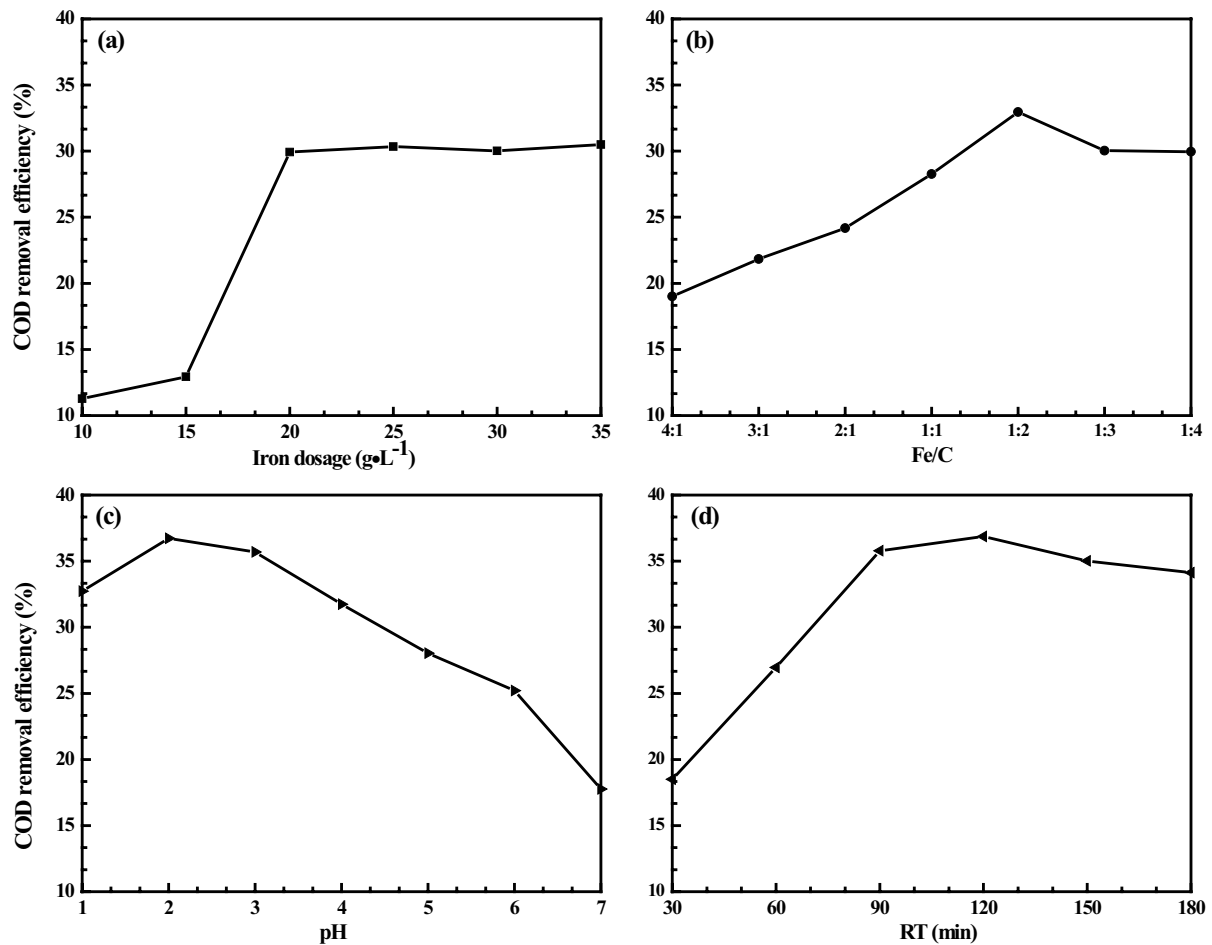 (a)
COD removal efficiency (%)
40
35
30
25
20
15
10
10 15 20 25 30 35
Iron dosage (g•L-1)
(b)
40
35
30
25
20
15
10
4:1 3:1 2:1 1:1 1:2 1:3 1:4
Fe/C
(c)
COD removal efficiency (%)
40
35
30
25
20
15
10
1 2 3 4 5 6 7
pH
(d)
40
35
30
25
20
15
10
30 60 90 120 150 180
RT (min)